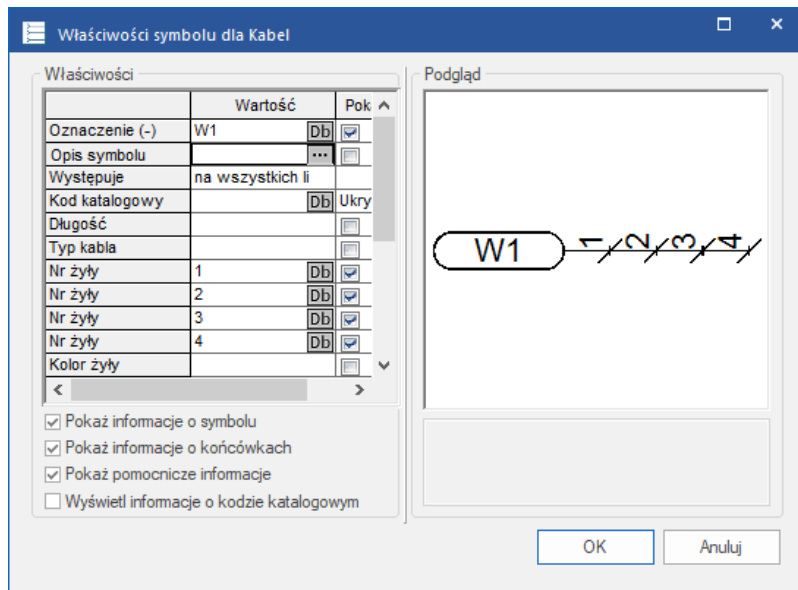 Właściwości symbolu dla Kabel
Właściwości
Wartość Pok
Oznaczenie (-) W1 Db
Opis symbolu ...
Występuje na wszystkich li
Kod katalogowy Db Ukry
Długość
Typ kabla
Nr żyły 1 Db
Nr żyły 2 Db
Nr żyły 3 Db
Nr żyły 4 Db
Kolor żyły
Pokaż informacje o symbolu
Pokaż informacje o końcówkach
Pokaż pomocnicze informacje
Wyświetl informacje o kodzie katalogowym
Podgląd
W1 1 2 3 4
OK Anuluj